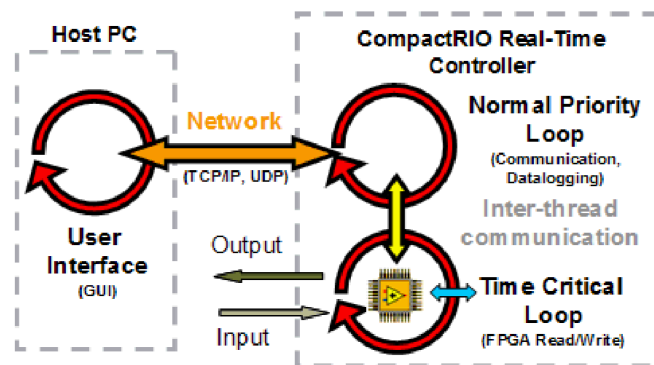 Host PC
CompactRIO Real-Time
Controller
Network
(TCP/IP, UDP)
Normal Priority
Loop
(Communication,
Datalogging)
User
Interface
(GUI)
Inter-thread
communication
Output
Input
Time Critical
Loop
(FPGA Read/Write)